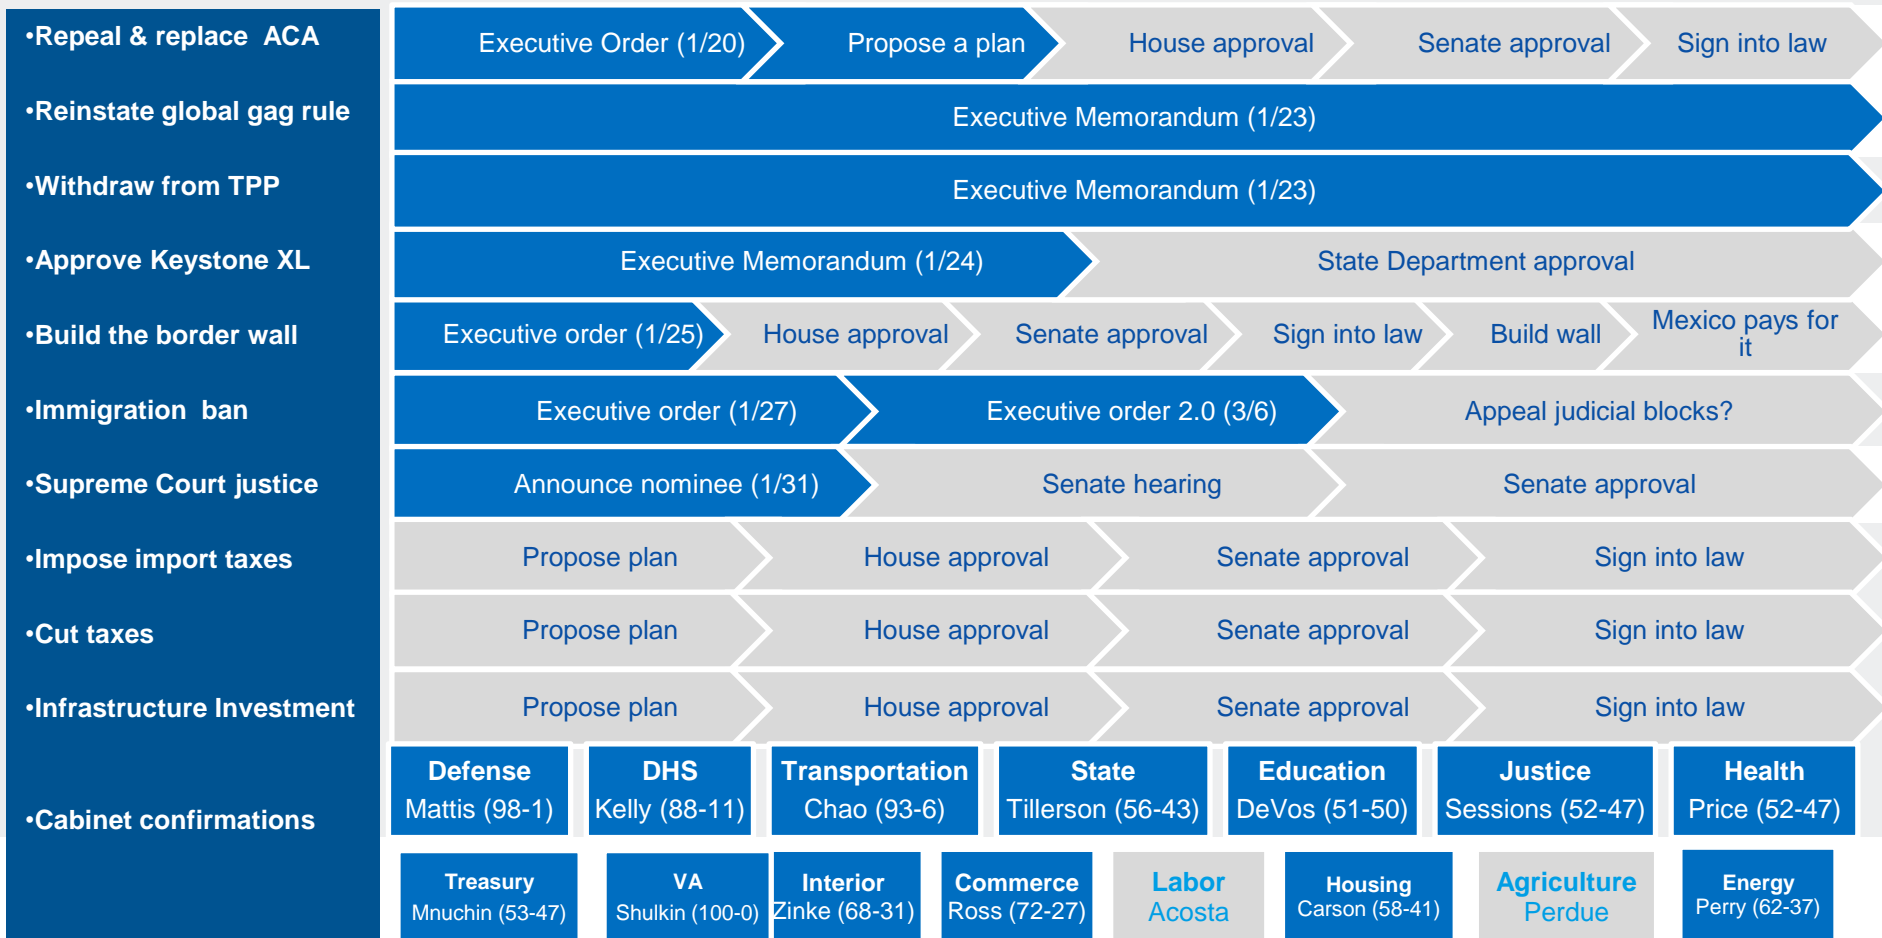 •Repeal & replace ACA
Executive Order (1/20)
Propose a plan
House approval
Senate approval
Sign into law
•Reinstate global gag rule
Executive Memorandum (1/23)
•Withdraw from TPP
Executive Memorandum (1/23)
•Approve Keystone XL
Executive Memorandum (1/24)
State Department approval
•Build the border wall
Executive order (1/25)
House approval
Senate approval
Sign into law
Build wall
Mexico pays for
it
•Immigration ban
Executive order (1/27)
Executive order 2.0 (3/6)
Appeal judicial blocks?
•Supreme Court justice
Announce nominee (1/31)
Senate hearing
Senate approval
•Impose import taxes
Propose plan
House approval
Senate approval
Sign into law
•Cut taxes
Propose plan
House approval
Senate approval
Sign into law
•Infrastructure Investment
Propose plan
House approval
Senate approval
Sign into law
•Cabinet confirmations
Defense
Mattis (98-1)
DHS
Kelly (88-11)
Transportation
Chao (93-6)
State
Tillerson (56-43)
Education
DeVos (51-50)
Justice
Sessions (52-47)
Health
Price (52-47)
Treasury
Mnuchin (53-47)
VA
Shulkin (100-0)
Interior
Zinke (68-31)
Commerce
Ross (72-27)
Labor
Acosta
Housing
Carson (58-41)
Agriculture
Perdue
Energy
Perry (62-37)